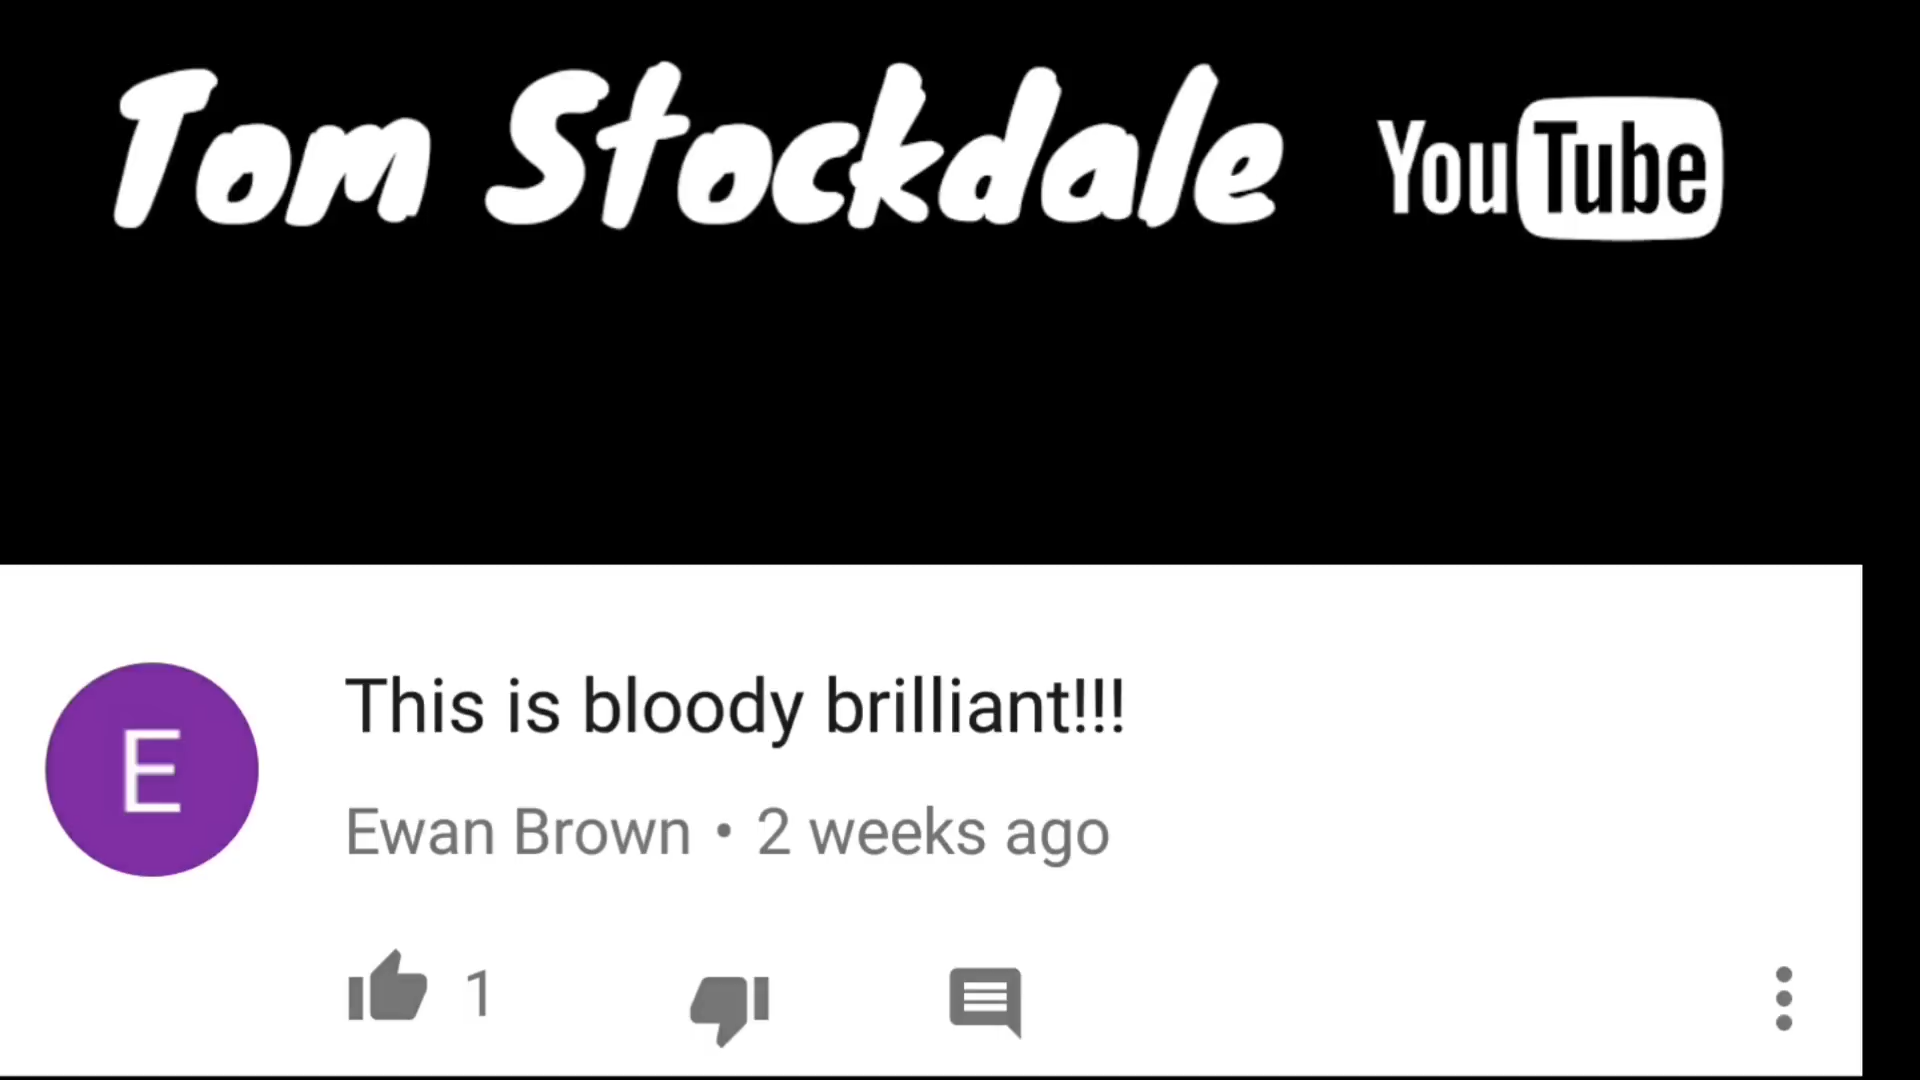 Tom Stockdale YouTube
E
This is bloody brilliant!!!
Ewan Brown • 2 weeks ago
1